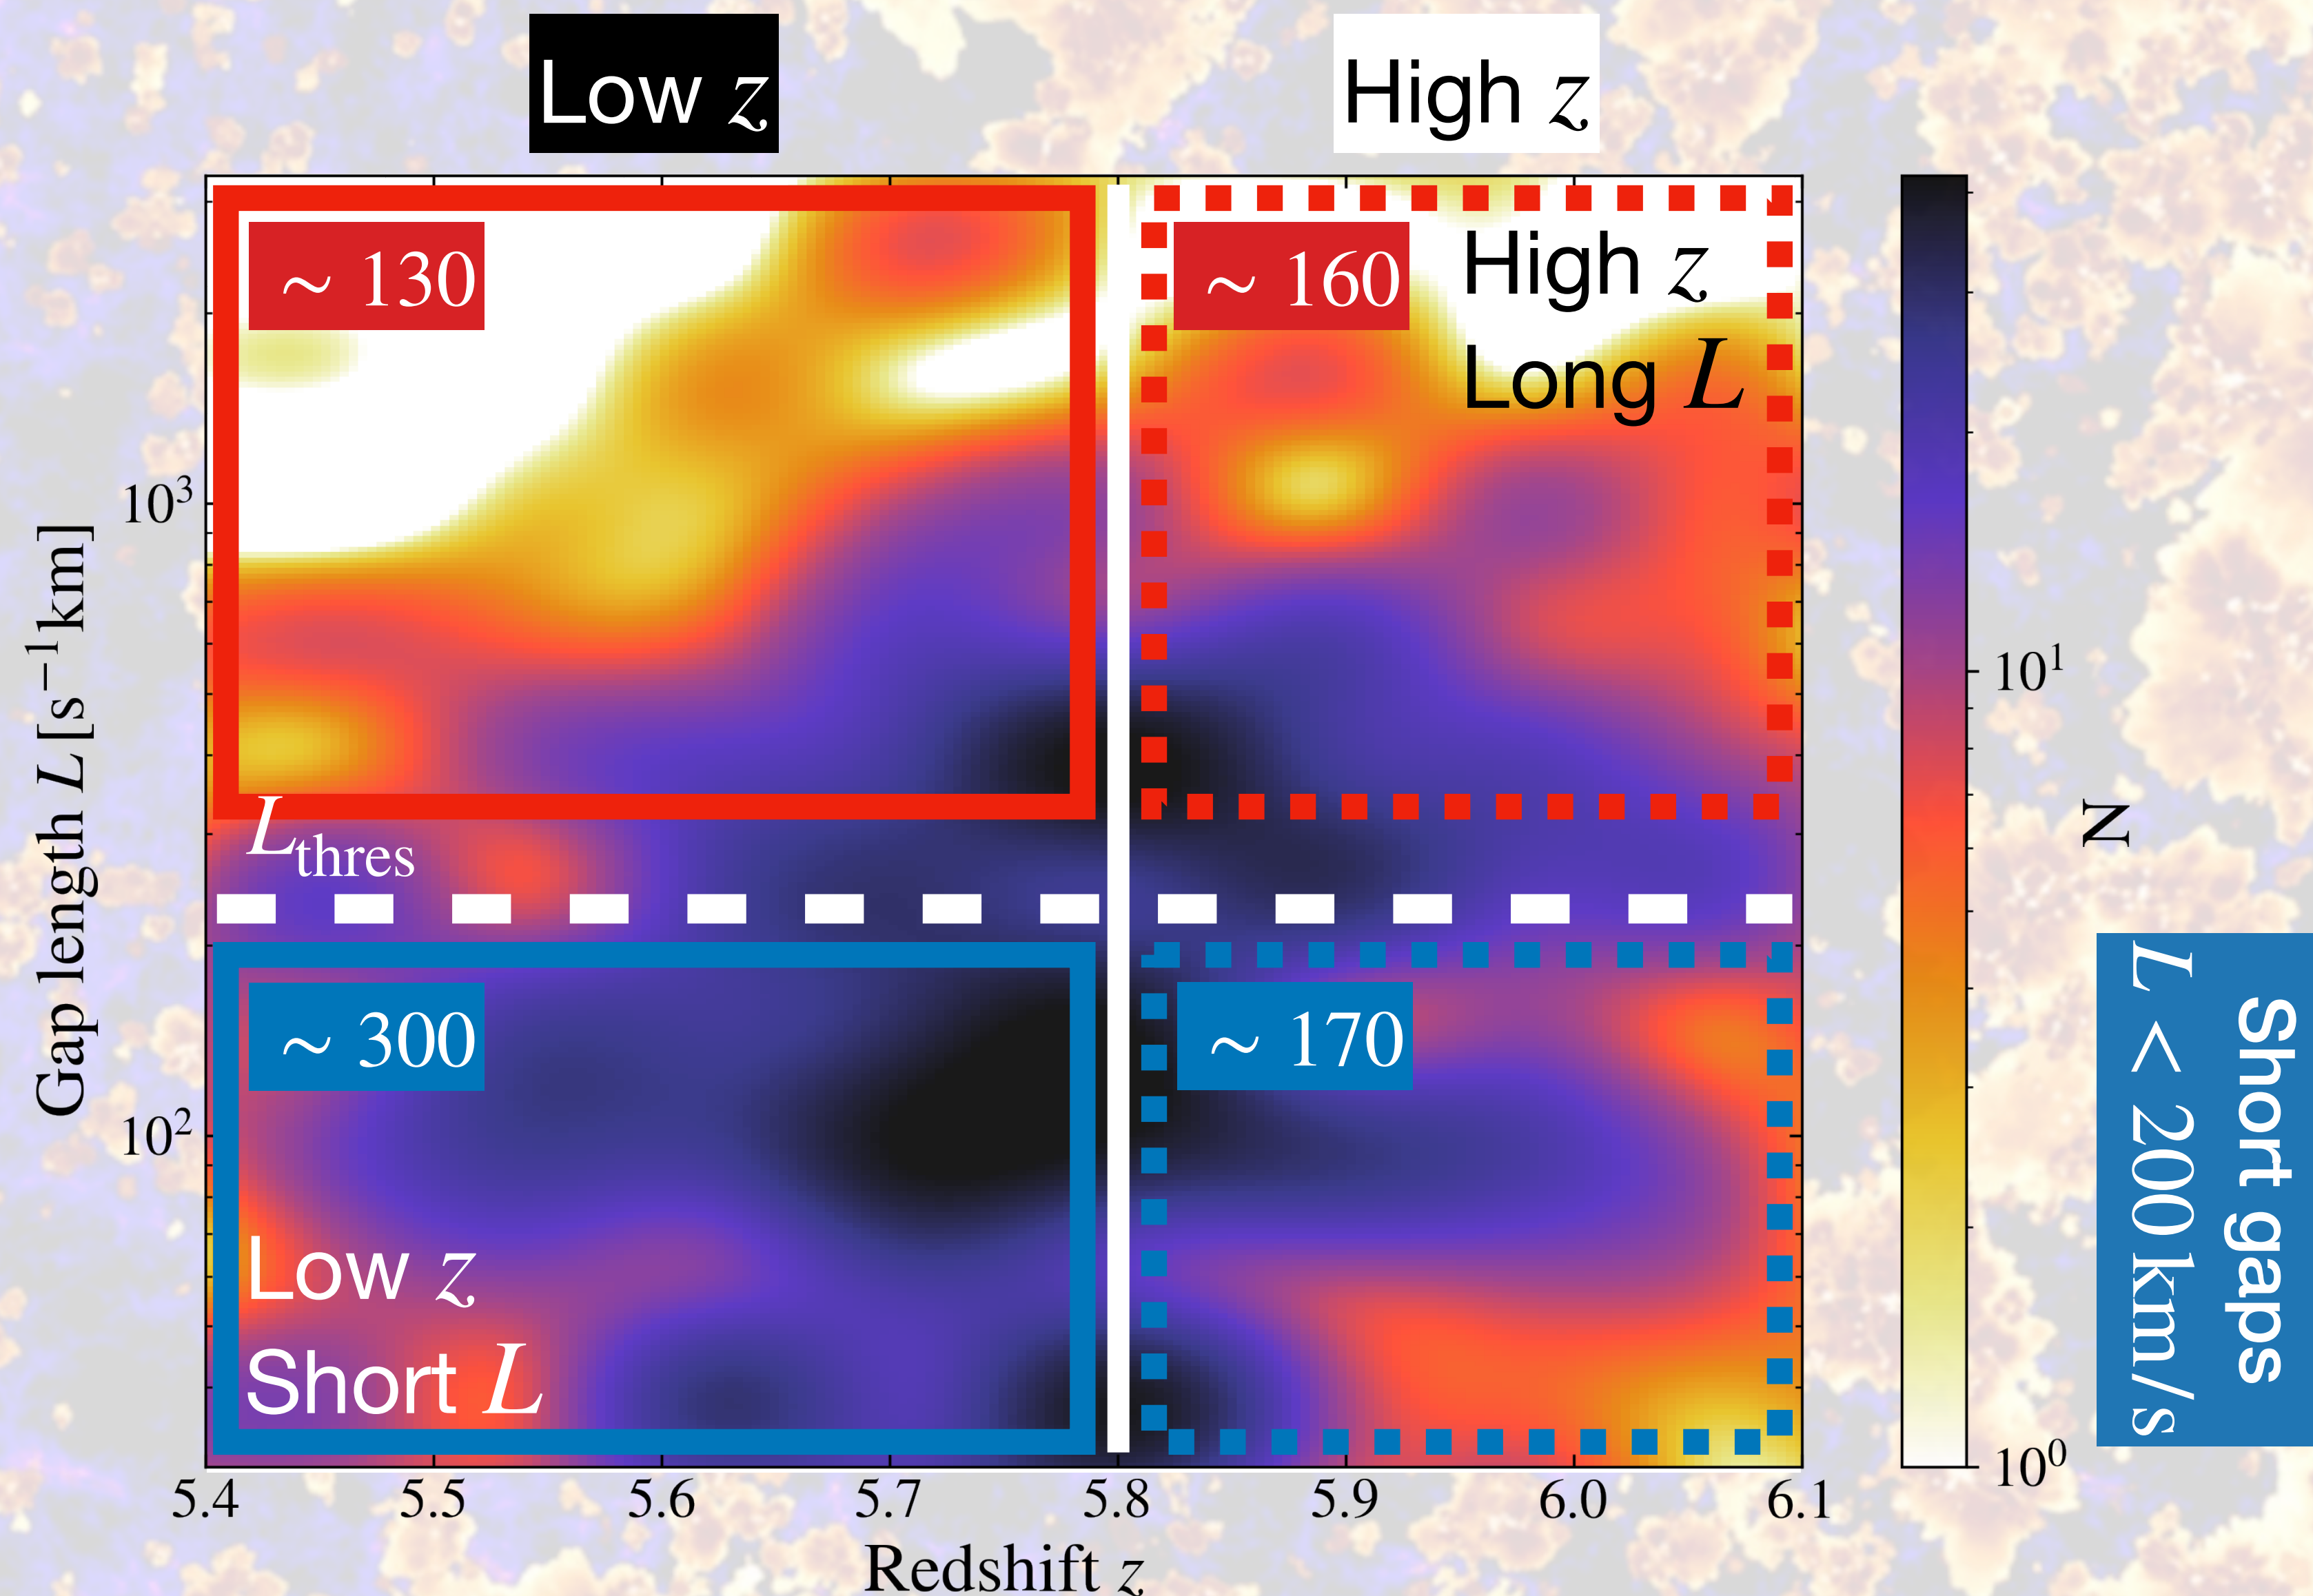 Low z
High z
~ 130
~ 160
High z
Long L
10³
Gap length L [s⁻¹km]
L_thres
~ 300
~ 170
10²
Low z
Short L
5.4 5.5 5.6 5.7 5.8 5.9 6.0 6.1
Redshift z
10¹
10⁰
N
Short gaps
L < 200 km/s